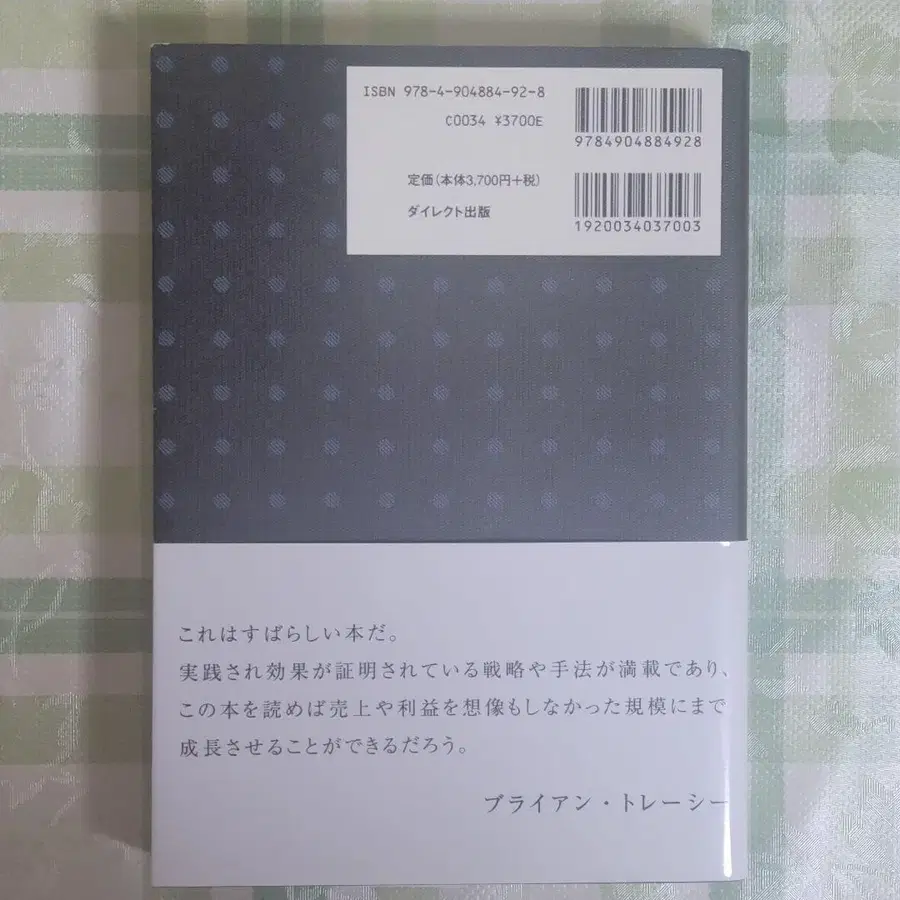 ISBN 978-4-904884-92-8
C0034 ¥3700E
9784904884928
定価(本体3,700円+税)
ダイレクト出版
1920034037003
これはすばらしい本だ。
実践され効果が証明されている戦略や手法が満載であり、
この本を読めば売上や利益を想像もしなかった規模にまで
成長させることができるだろう。
ブライアン・トレーシー